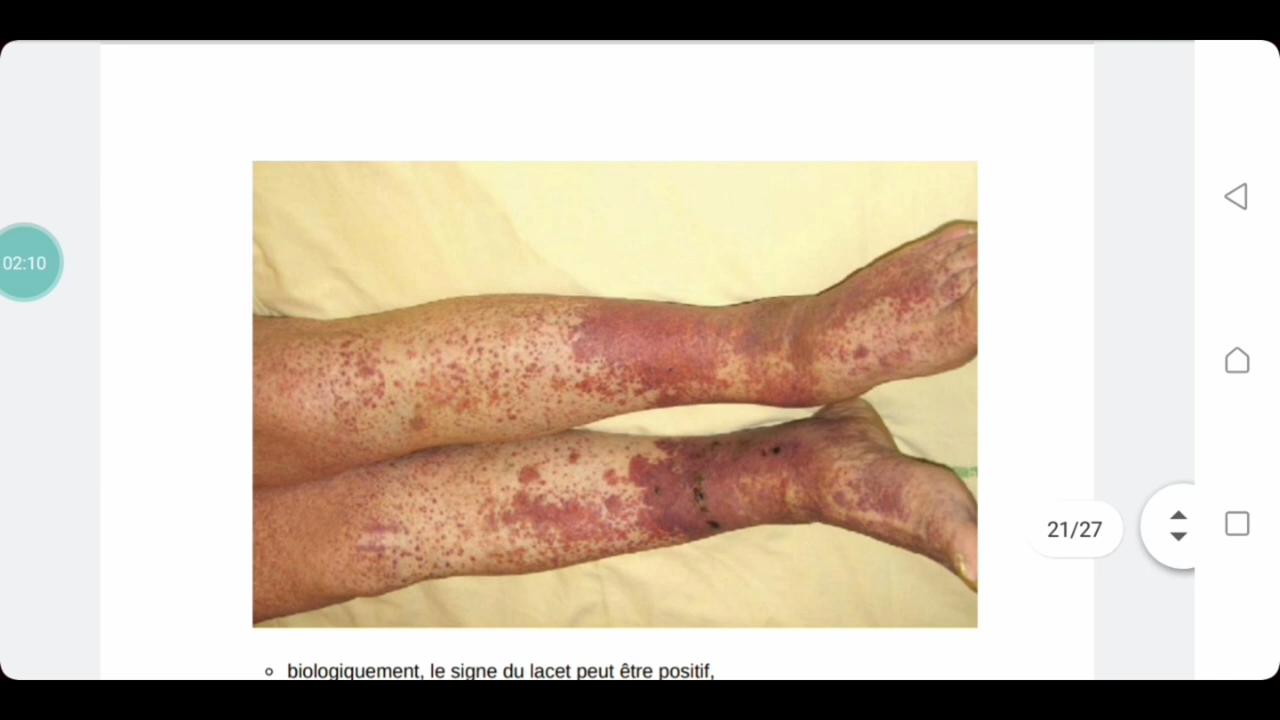 02:10
21/27
biologiquement, le signe du lacet peut être positif,